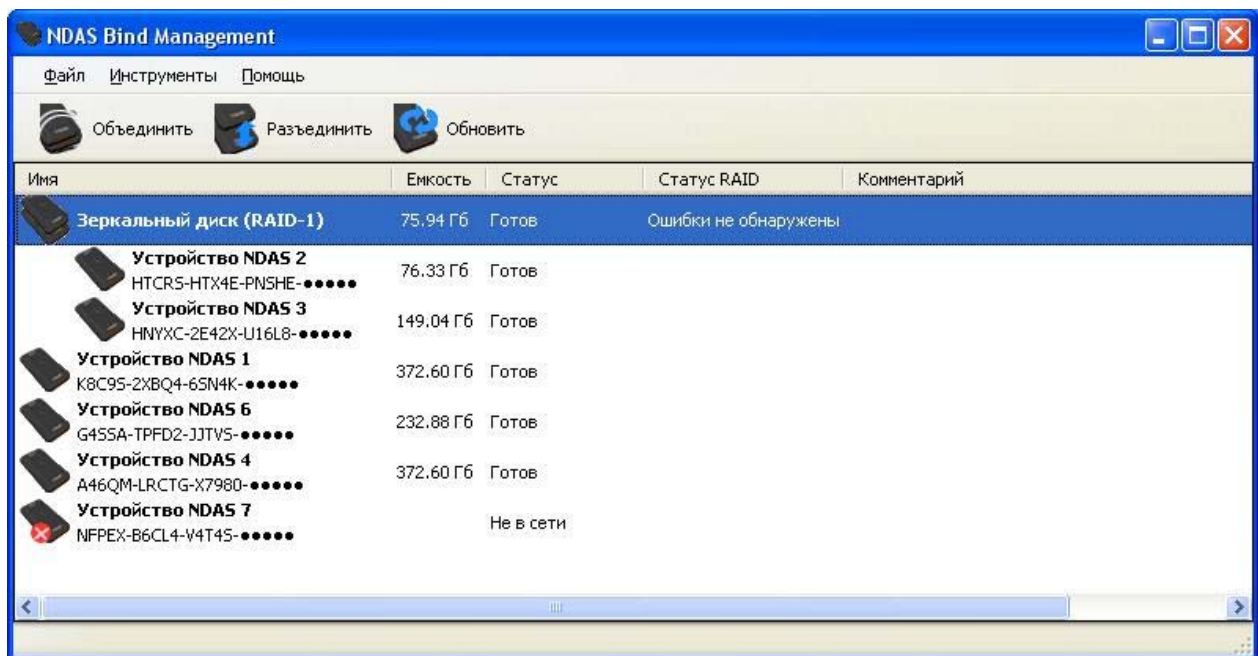 NDAS Bind Management
Файл Инструменты Помощь
Объединить Разъединить Обновить
Имя Емкость Статус Статус RAID Комментарий
Зеркальный диск (RAID-1) 75.94 Гб Готов Ошибки не обнаружены
Устройство NDAS 2
HTCRS-HTX4E-PNSHE-●●●●● 76.33 Гб Готов
Устройство NDAS 3
HNYXC-2E42X-U16L8-●●●●● 149.04 Гб Готов
Устройство NDAS 1
K8C9S-2XBQ4-6SN4K-●●●●● 372.60 Гб Готов
Устройство NDAS 6
G4SSA-TPFD2-JJTVS-●●●●● 232.88 Гб Готов
Устройство NDAS 4
A46QM-LRCTG-X7980-●●●●● 372.60 Гб Готов
Устройство NDAS 7
NFPEX-B6CL4-V4T4S-●●●●● Не в сети